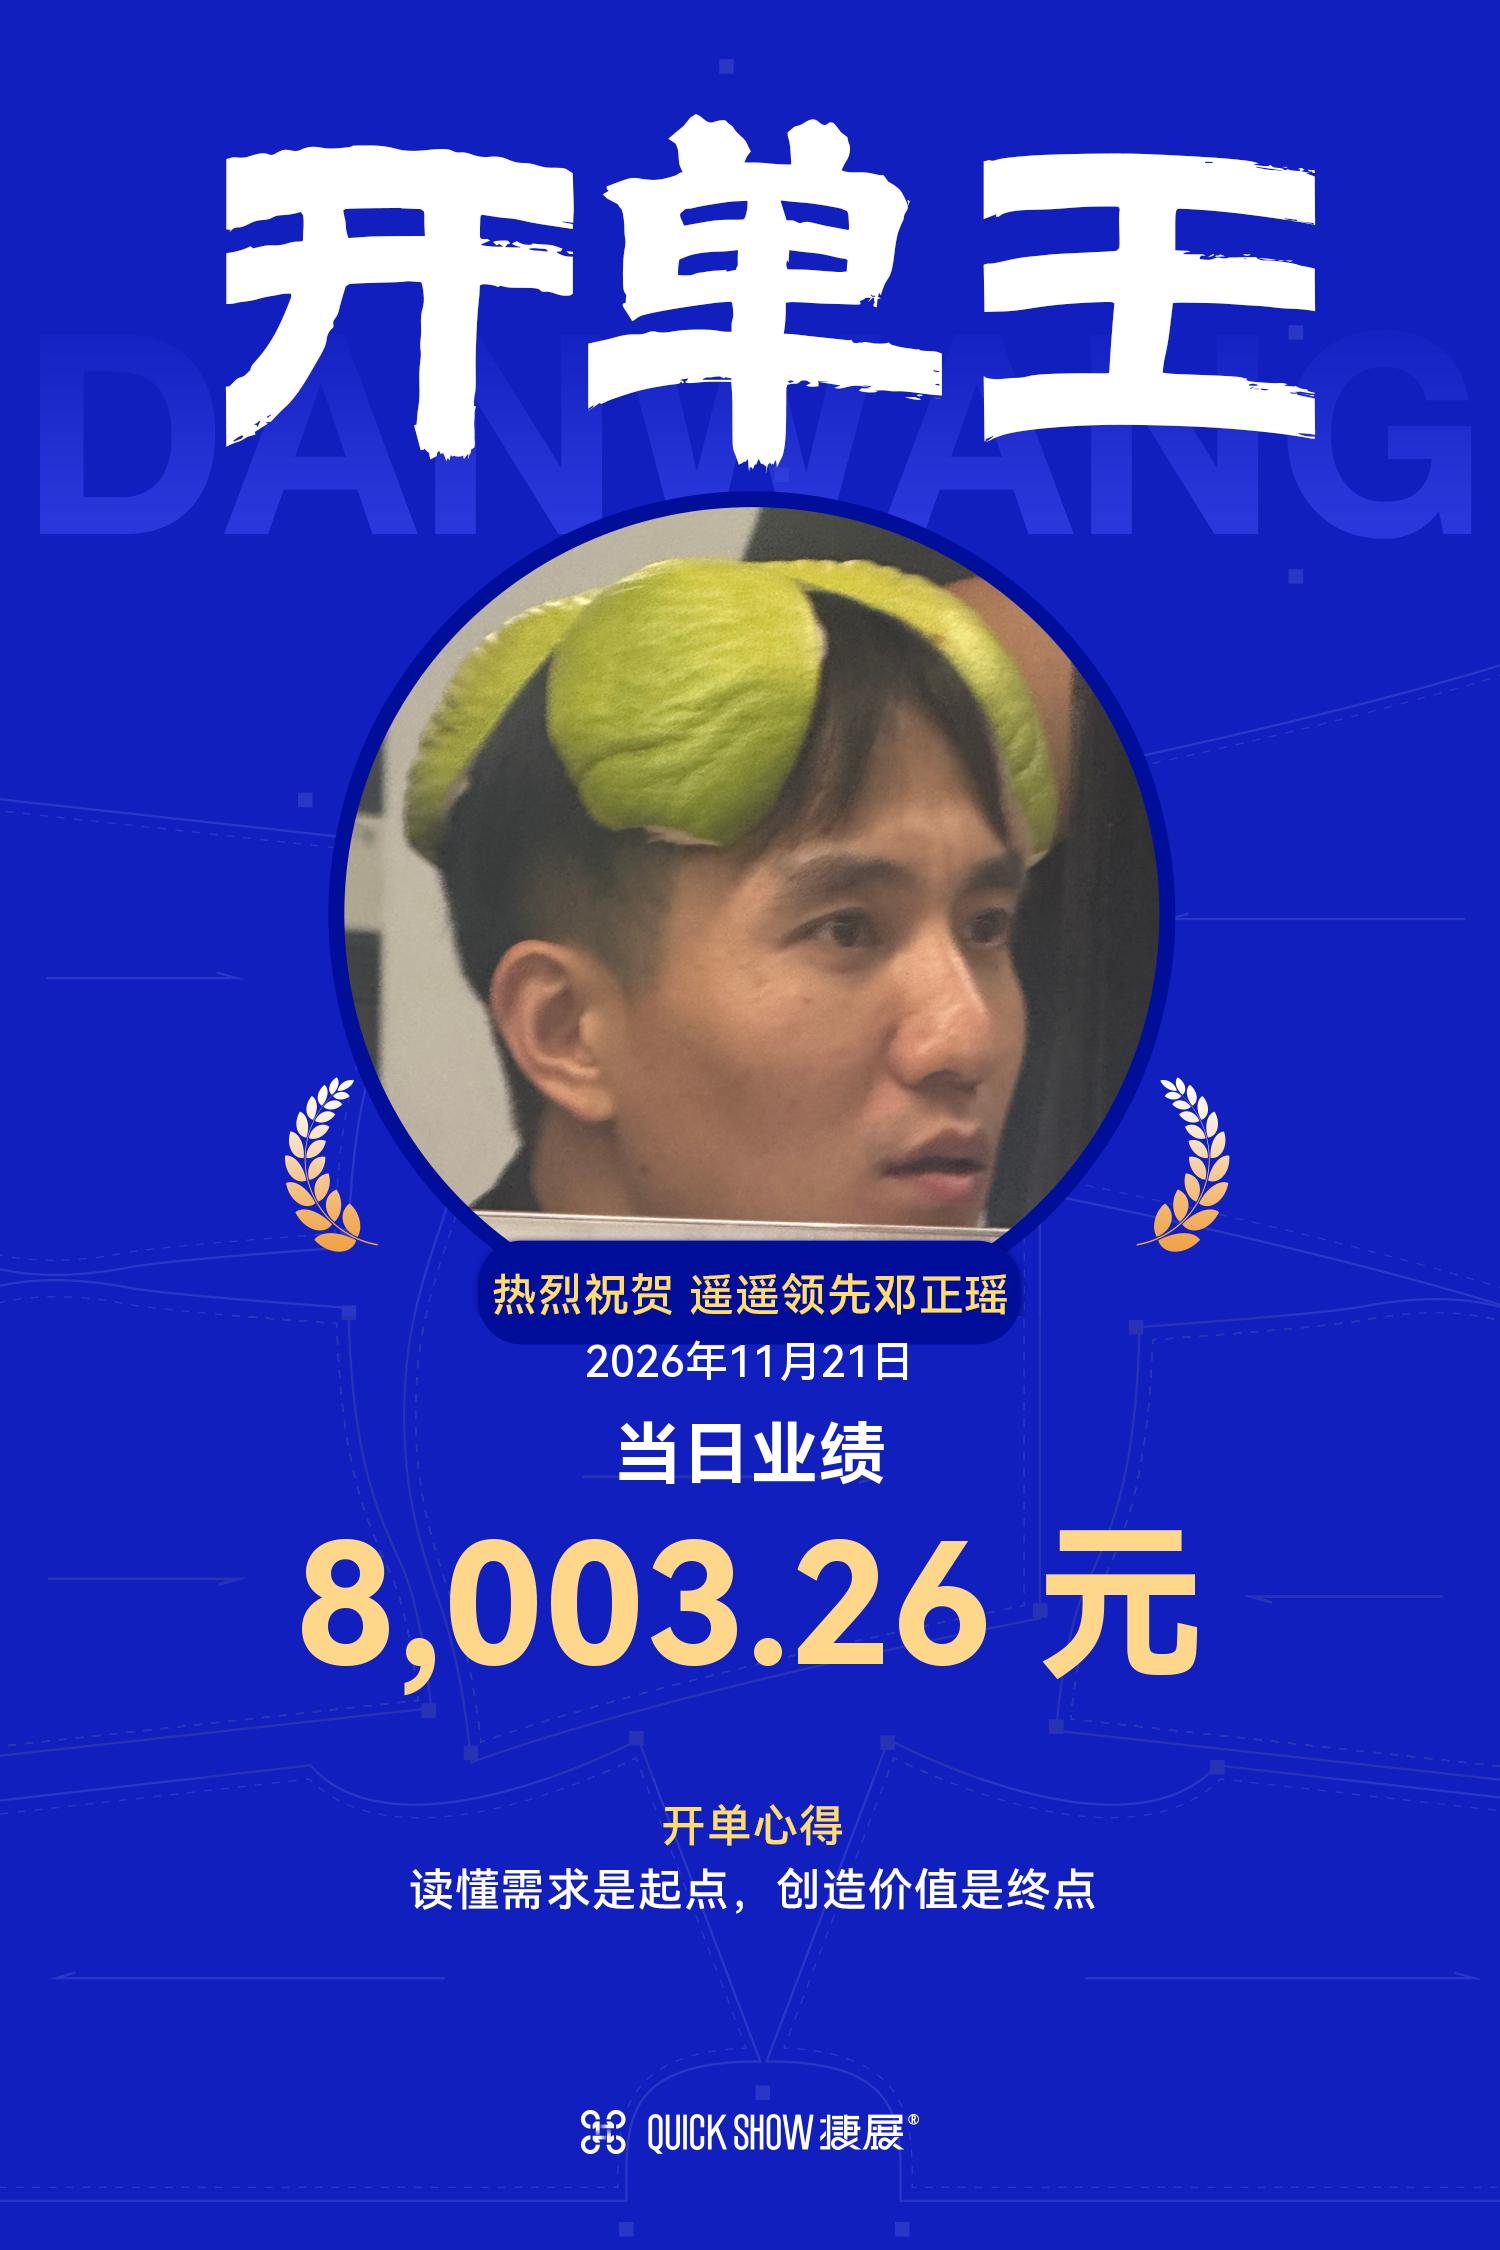 开单王
DANWANG
热烈祝贺 遥遥领先邓正瑶
2026年11月21日
当日业绩
8,003.26 元
开单心得
读懂需求是起点，创造价值是终点
QUICK SHOW 捷展®